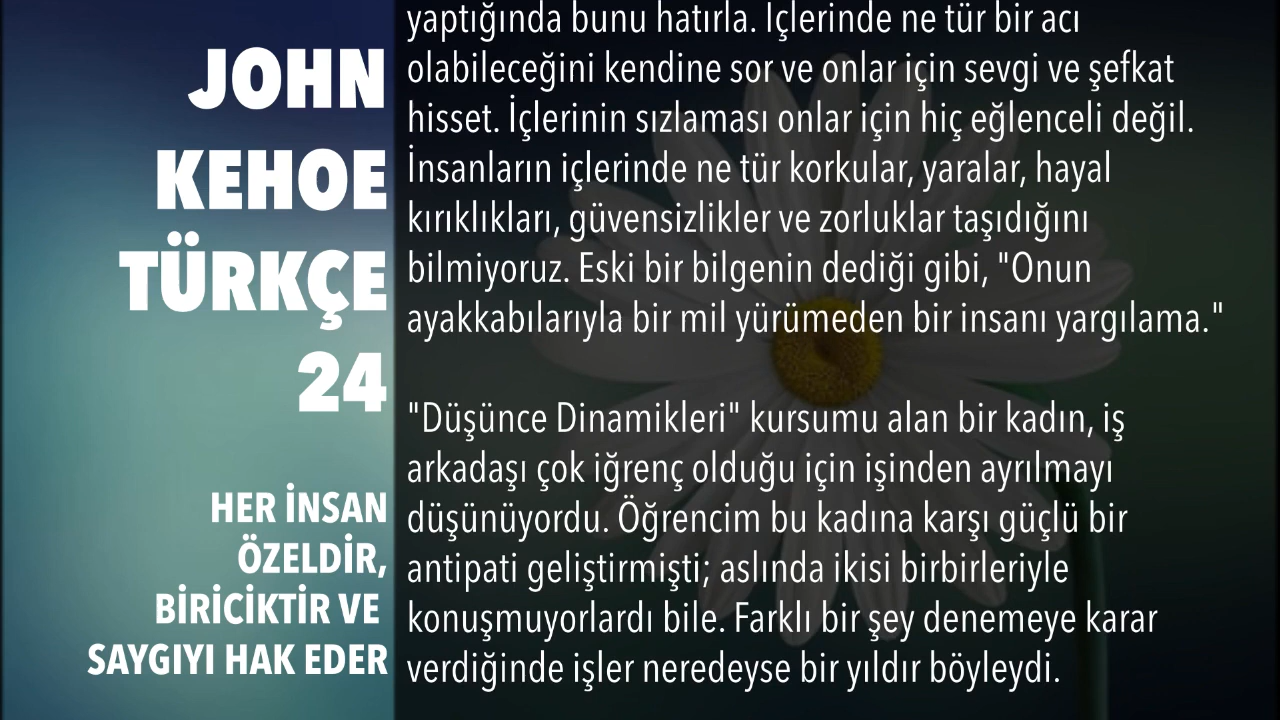 JOHN
KEHOE
TÜRKÇE
24
HER İNSAN
ÖZELDİR,
BİRİCİKTİR VE
SAYGIYI HAK EDER
yaptığında bunu hatırla. İçlerinde ne tür bir acı
olabileceğini kendine sor ve onlar için sevgi ve şefkat
hisset. İçlerinin sızlaması onlar için hiç eğlenceli değil.
İnsanların içlerinde ne tür korkular, yaralar, hayal
kırıklıkları, güvensizlikler ve zorluklar taşıdığını
bilmiyoruz. Eski bir bilgenin dediği gibi, "Onun
ayakkabılarıyla bir mil yürümeden bir insanı yargılama."
"Düşünce Dinamikleri" kursumu alan bir kadın, iş
arkadaşı çok iğrenç olduğu için işinden ayrılmayı
düşünüyordu. Öğrencim bu kadına karşı güçlü bir
antipati geliştirmişti; aslında ikisi birbirleriyle
konuşmuyorlardı bile. Farklı bir şey denemeye karar
verdiğinde işler neredeyse bir yıldır böyleydi.